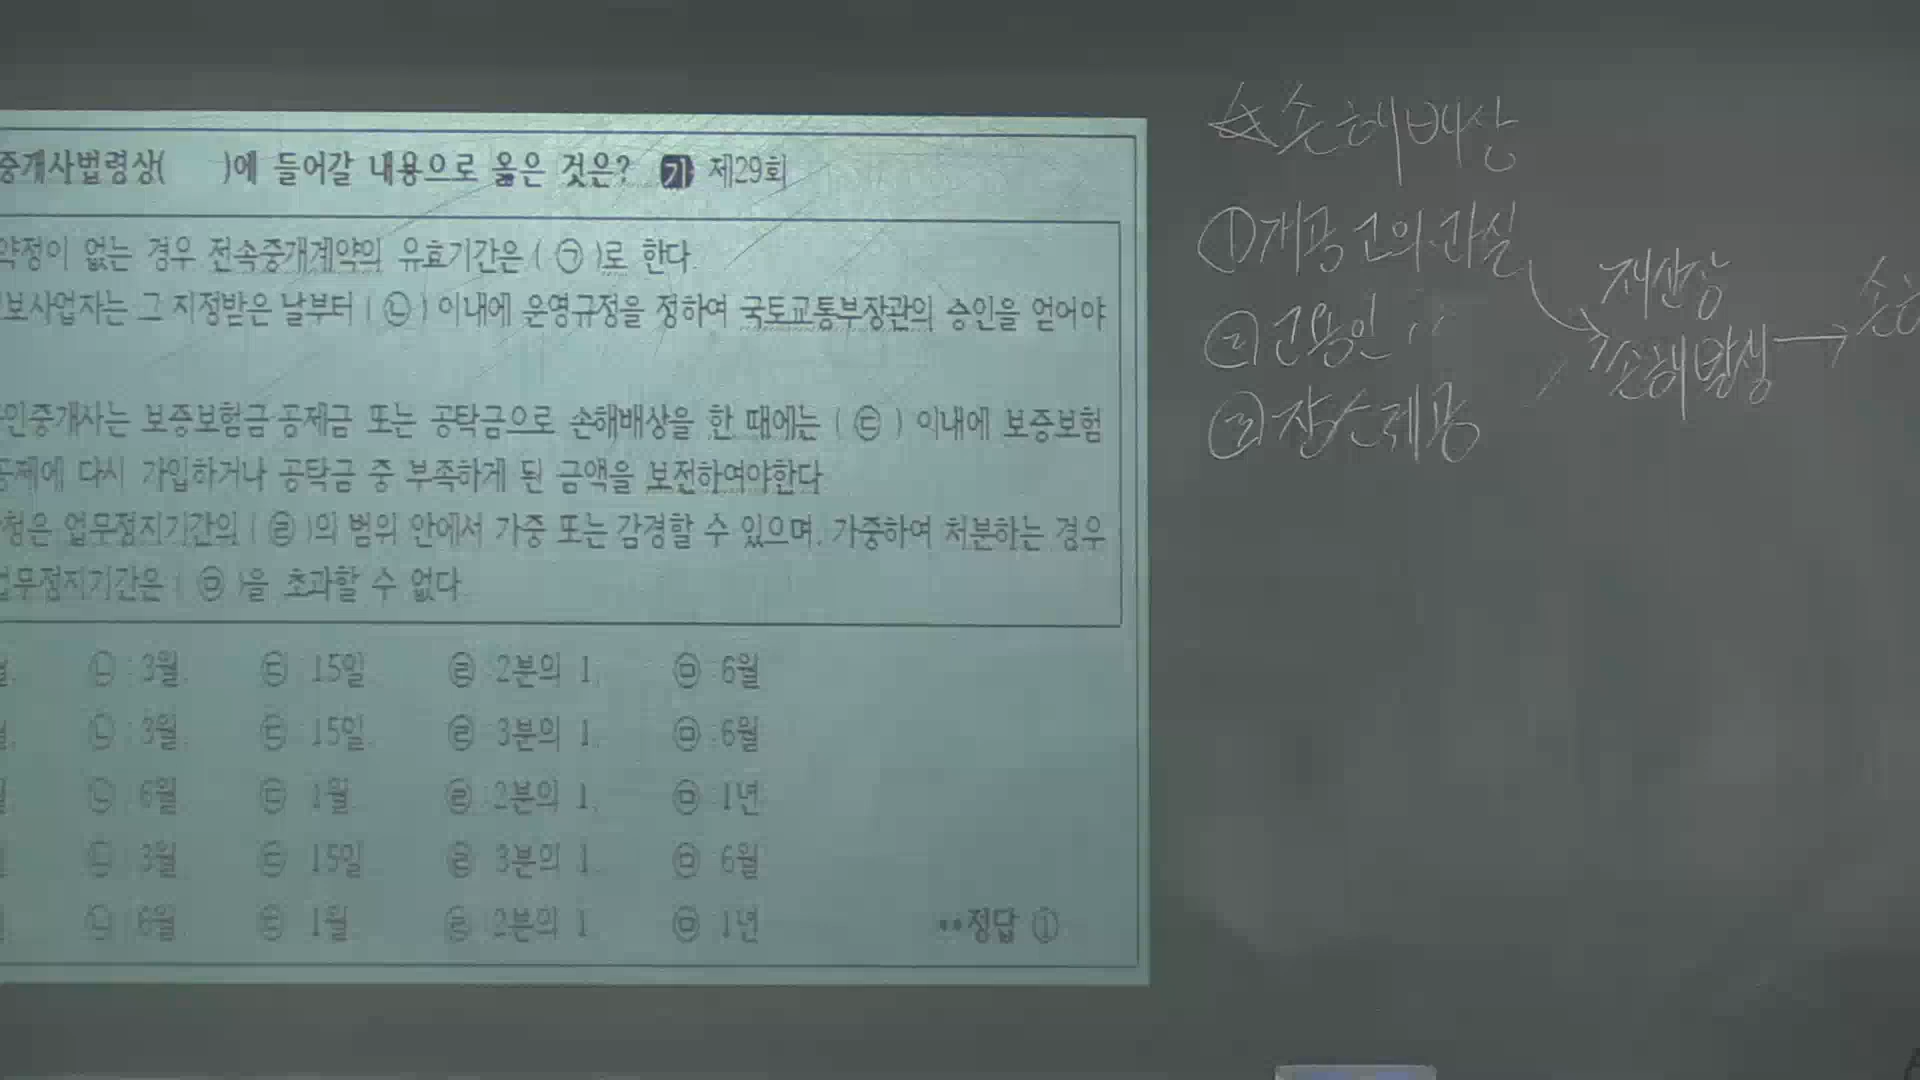 중개사법령상(    )에 들어갈 내용으로 옳은 것은? 기 제29회
약정이 없는 경우 전속중개계약의 유효기간은 ( ㉠ )로 한다.
보사업자는 그 지정받은 날부터 ( ㉡ ) 이내에 운영규정을 정하여 국토교통부장관의 승인을 얻어야
인중개사는 보증보험금·공제금 또는 공탁금으로 손해배상을 한 때에는 ( ㉢ ) 이내에 보증보험
공제에 다시 가입하거나 공탁금 중 부족하게 된 금액을 보전하여야한다.
청은 업무정지기간의 ( ㉣ )의 범위 안에서 가중 또는 감경할 수 있으며, 가중하여 처분하는 경우
업무정지기간은 ( ㉤ )을 초과할 수 없다.
㉡ : 3월, ㉢ : 15일, ㉣ : 2분의 1, ㉤ : 6월
㉡ : 3월, ㉢ : 15일, ㉣ : 3분의 1, ㉤ : 6월
㉡ : 6월, ㉢ : 1월, ㉣ : 2분의 1, ㉤ : 1년
㉡ : 3월, ㉢ : 15일, ㉣ : 3분의 1, ㉤ : 6월
㉡ : 6월, ㉢ : 1월, ㉣ : 2분의 1, ㉤ : 1년
••정답 ①
손해배상
① 개공 고의·과실
② 고용인 〃
③ 장소제공
재산상
손해발생 →